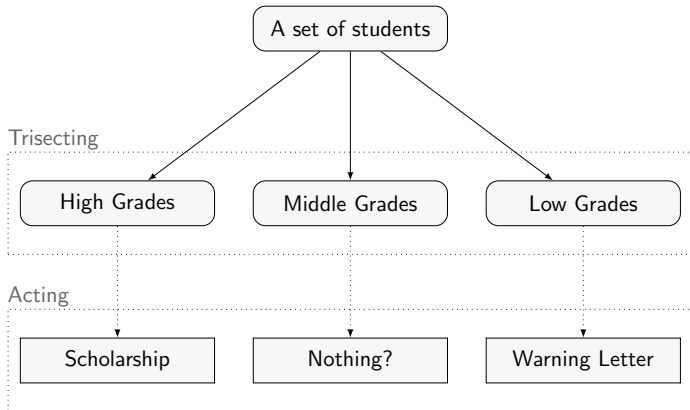 A set of students
Trisecting
High Grades
Middle Grades
Low Grades
Acting
Scholarship
Nothing?
Warning Letter